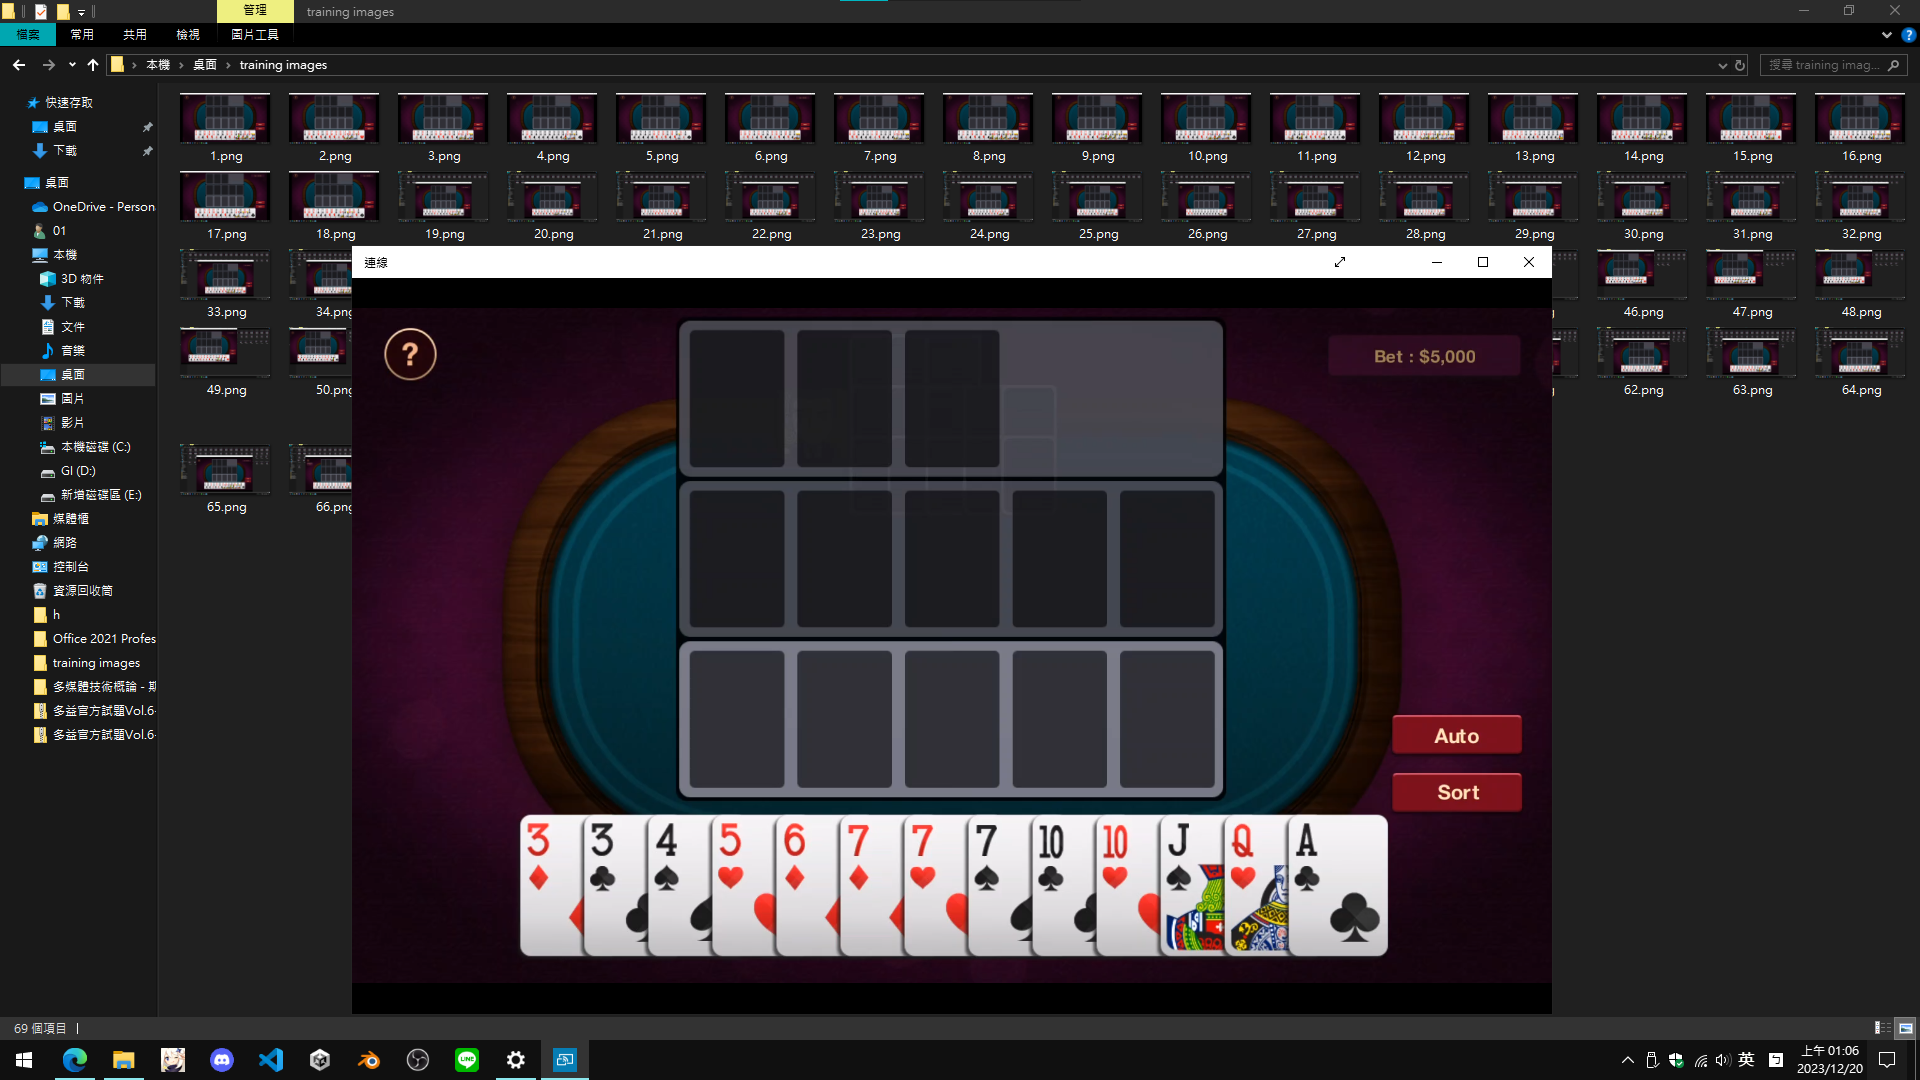 管理
training images
檔案
常用
共用
檢視
圖片工具
本機
桌面
training images
搜尋 training imag...
快速存取
桌面
下載
桌面
OneDrive - Person
01
本機
3D 物件
下載
文件
音樂
桌面
圖片
影片
本機磁碟 (C:)
GI (D:)
新增磁碟區 (E:)
媒體櫃
網路
控制台
資源回收筒
h
Office 2021 Profes
training images
多媒體技術概論 - 期
多益官方試題Vol.6-
多益官方試題Vol.6-
1.png 2.png 3.png 4.png 5.png 6.png 7.png 8.png 9.png 10.png 11.png 12.png 13.png 14.png 15.png 16.png
17.png 18.png 19.png 20.png 21.png 22.png 23.png 24.png 25.png 26.png 27.png 28.png 29.png 30.png 31.png 32.png
33.png 34.png 46.png 47.png 48.png
49.png 50.png 62.png 63.png 64.png
65.png 66.png
連線
?
Bet : $5,000
Auto
Sort
3 3 4 5 6 7 7 7 10 10 J Q A
69 個項目
英
上午 01:06
2023/12/20